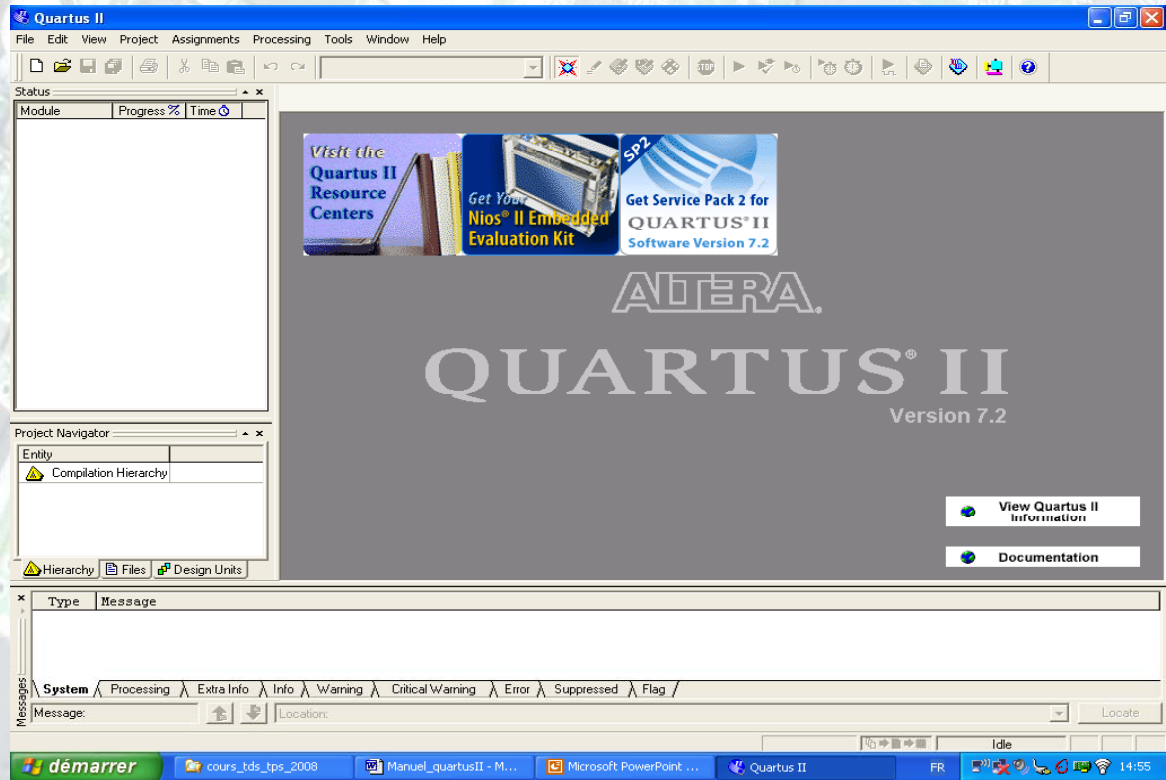 Quartus II
File Edit View Project Assignments Processing Tools Window Help
Status
Module Progress % Time
Visit the
Quartus II
Resource
Centers
Get Your
Nios® II Embedded
Evaluation Kit
SP2
Get Service Pack 2 for
QUARTUS® II
Software Version 7.2
ALTERA.
QUARTUS® II
Version 7.2
Project Navigator
Entity
Compilation Hierarchy
Hierarchy Files Design Units
View Quartus II
Information
Documentation
Type Message
System Processing Extra Info Info Warning Critical Warning Error Suppressed Flag
Messages
Message: Location: Locate
Idle
démarrer cours_tds_tps_2008 Manuel_quartusII - M... Microsoft PowerPoint ... Quartus II FR 14:55